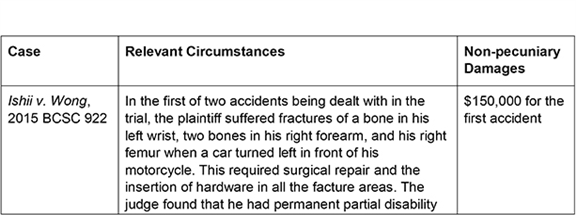 Case Relevant Circumstances Non-pecuniary
Damages
Ishii v. Wong, In the first of two accidents being dealt with in the $150,000 for the
2015 BCSC 922 trial, the plaintiff suffered fractures of a bone in his first accident
left wrist, two bones in his right forearm, and his right
femur when a car turned left in front of his
motorcycle. This required surgical repair and the
insertion of hardware in all the facture areas. The
judge found that he had permanent partial disability